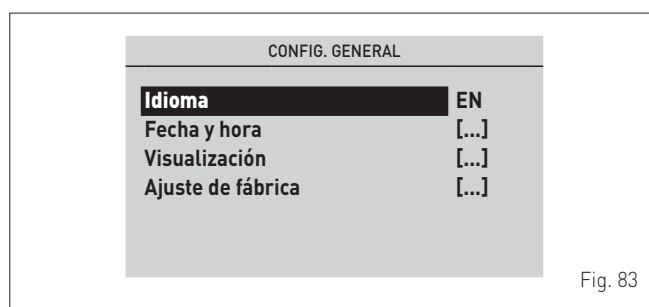 CONFIG. GENERAL
Idioma EN
Fecha y hora [...]
Visualización [...]
Ajuste de fábrica [...]
Fig. 83